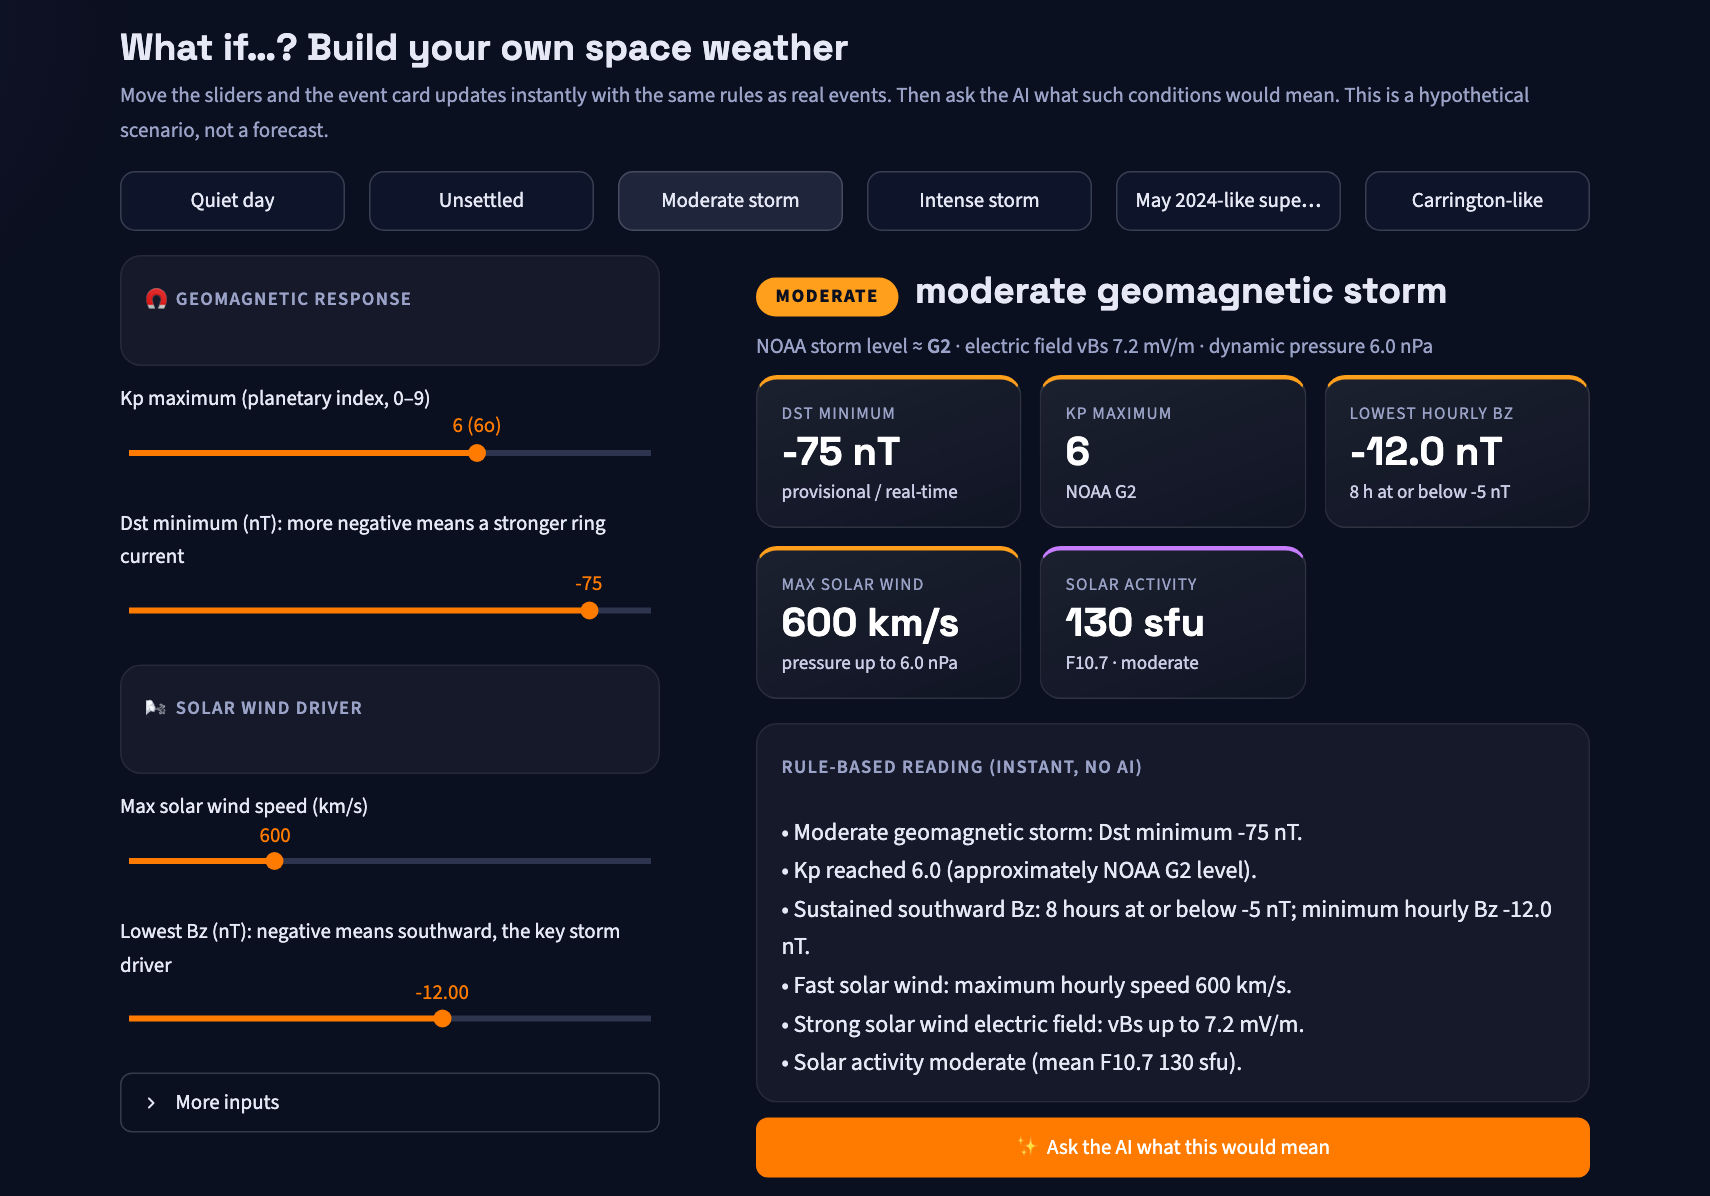 What if…? Build your own space weather
Move the sliders and the event card updates instantly with the same rules as real events. Then ask the AI what such conditions would mean. This is a hypothetical
scenario, not a forecast.
Quiet day
Unsettled
Moderate storm
Intense storm
May 2024-like supe…
Carrington-like
GEOMAGNETIC RESPONSE
Kp maximum (planetary index, 0–9)
6 (6o)
Dst minimum (nT): more negative means a stronger ring
current
-75
SOLAR WIND DRIVER
Max solar wind speed (km/s)
600
Lowest Bz (nT): negative means southward, the key storm
driver
-12.00
More inputs
MODERATE moderate geomagnetic storm
NOAA storm level ≈ G2 · electric field vBs 7.2 mV/m · dynamic pressure 6.0 nPa
DST MINIMUM
-75 nT
provisional / real-time
KP MAXIMUM
6
NOAA G2
LOWEST HOURLY BZ
-12.0 nT
8 h at or below -5 nT
MAX SOLAR WIND
600 km/s
pressure up to 6.0 nPa
SOLAR ACTIVITY
130 sfu
F10.7 · moderate
RULE-BASED READING (INSTANT, NO AI)
• Moderate geomagnetic storm: Dst minimum -75 nT.
• Kp reached 6.0 (approximately NOAA G2 level).
• Sustained southward Bz: 8 hours at or below -5 nT; minimum hourly Bz -12.0
nT.
• Fast solar wind: maximum hourly speed 600 km/s.
• Strong solar wind electric field: vBs up to 7.2 mV/m.
• Solar activity moderate (mean F10.7 130 sfu).
✨ Ask the AI what this would mean